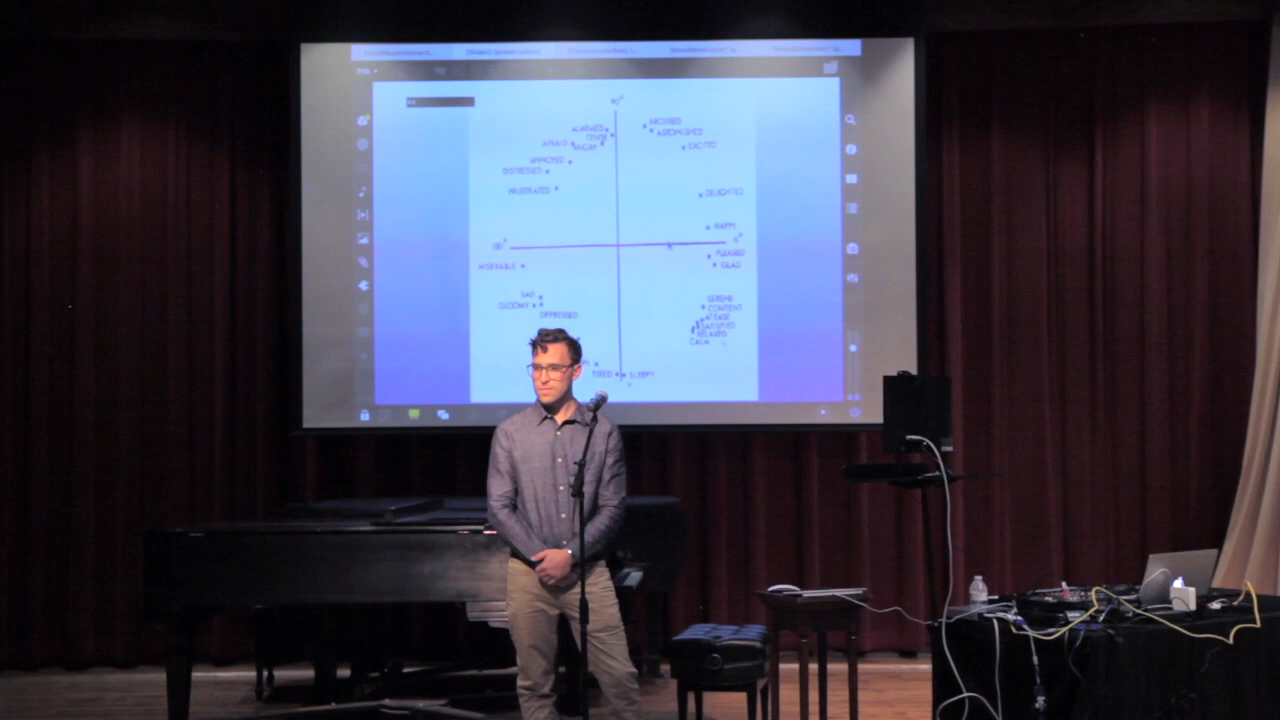 90°
AROUSED
ALARMED
ASTONISHED
TENSE
AFRAID
ANGRY
EXCITED
ANNOYED
DISTRESSED
FRUSTRATED
DELIGHTED
HAPPY
180°
0°
PLEASED
MISERABLE
GLAD
SAD
SERENE
GLOOMY
CONTENT
DEPRESSED
AT EASE
SATISFIED
RELAXED
CALM
TIRED
SLEEPY